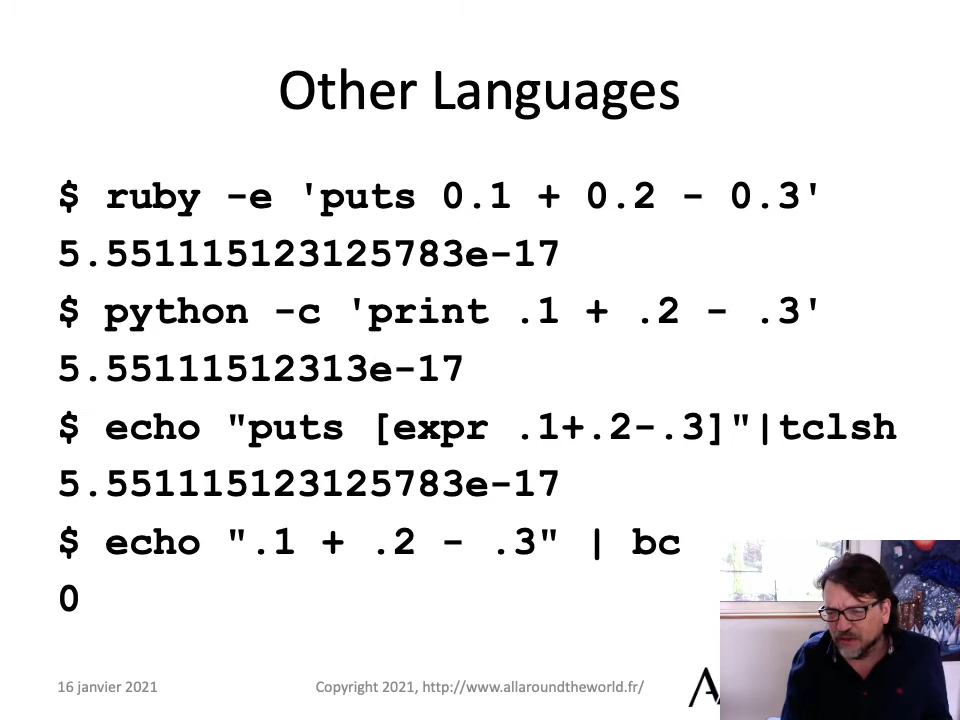 Other Languages
$ ruby -e 'puts 0.1 + 0.2 - 0.3'
5.551115123125783e-17
$ python -c 'print .1 + .2 - .3'
5.55111512313e-17
$ echo "puts [expr .1+.2-.3]"|tclsh
5.551115123125783e-17
$ echo ".1 + .2 - .3" | bc
0
16 janvier 2021
Copyright 2021, http://www.allaroundtheworld.fr/